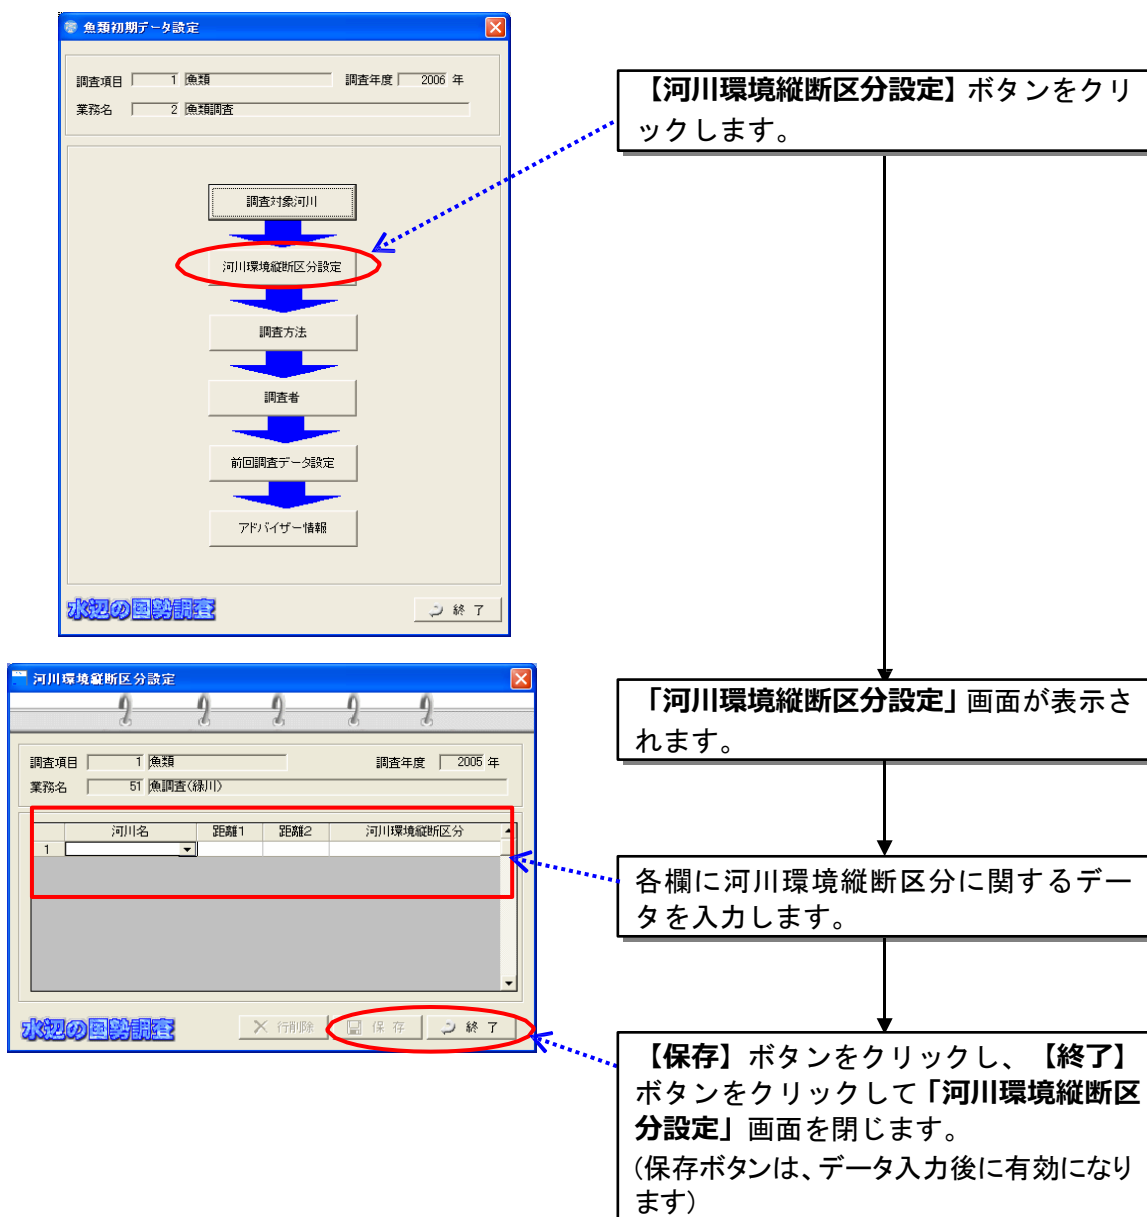 魚類初期データ設定
調査項目 1 魚類 調査年度 2006 年
業務名 2 魚類調査
調査対象河川
河川環境縦断区分設定
調査方法
調査者
前回調査データ設定
アドバイザー情報
水辺の国勢調査
終 了
【河川環境縦断区分設定】ボタンをクリ
ックします。
河川環境縦断区分設定
調査項目 1 魚類 調査年度 2005 年
業務名 51 魚調査(緑川)
河川名 距離1 距離2 河川環境縦断区分
1
水辺の国勢調査
行削除 保 存 終 了
「河川環境縦断区分設定」画面が表示さ
れます。
各欄に河川環境縦断区分に関するデー
タを入力します。
【保存】ボタンをクリックし、【終了】
ボタンをクリックして「河川環境縦断区
分設定」画面を閉じます。
(保存ボタンは、データ入力後に有効になり
ます)